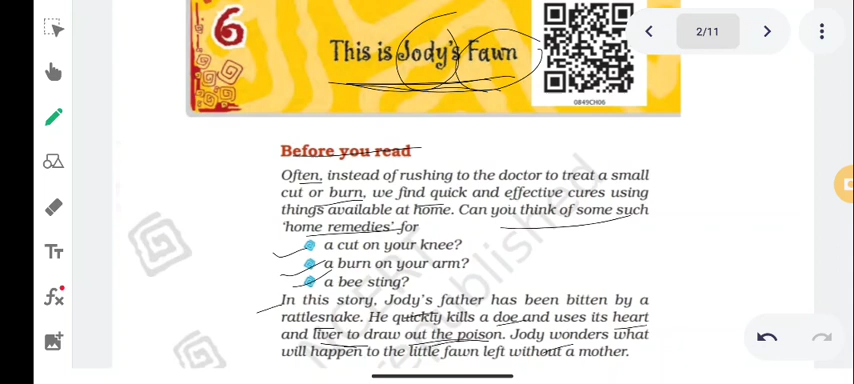 6
This is Jody's Fawn
2/11
0849CH06
Before you read
Often, instead of rushing to the doctor to treat a small
cut or burn, we find quick and effective cures using
things available at home. Can you think of some such
'home remedies' for
a cut on your knee?
a burn on your arm?
a bee sting?
In this story, Jody's father has been bitten by a
rattlesnake. He quickly kills a doe and uses its heart
and liver to draw out the poison. Jody wonders what
will happen to the little fawn left without a mother.
Tт
fx
NCERT
republished